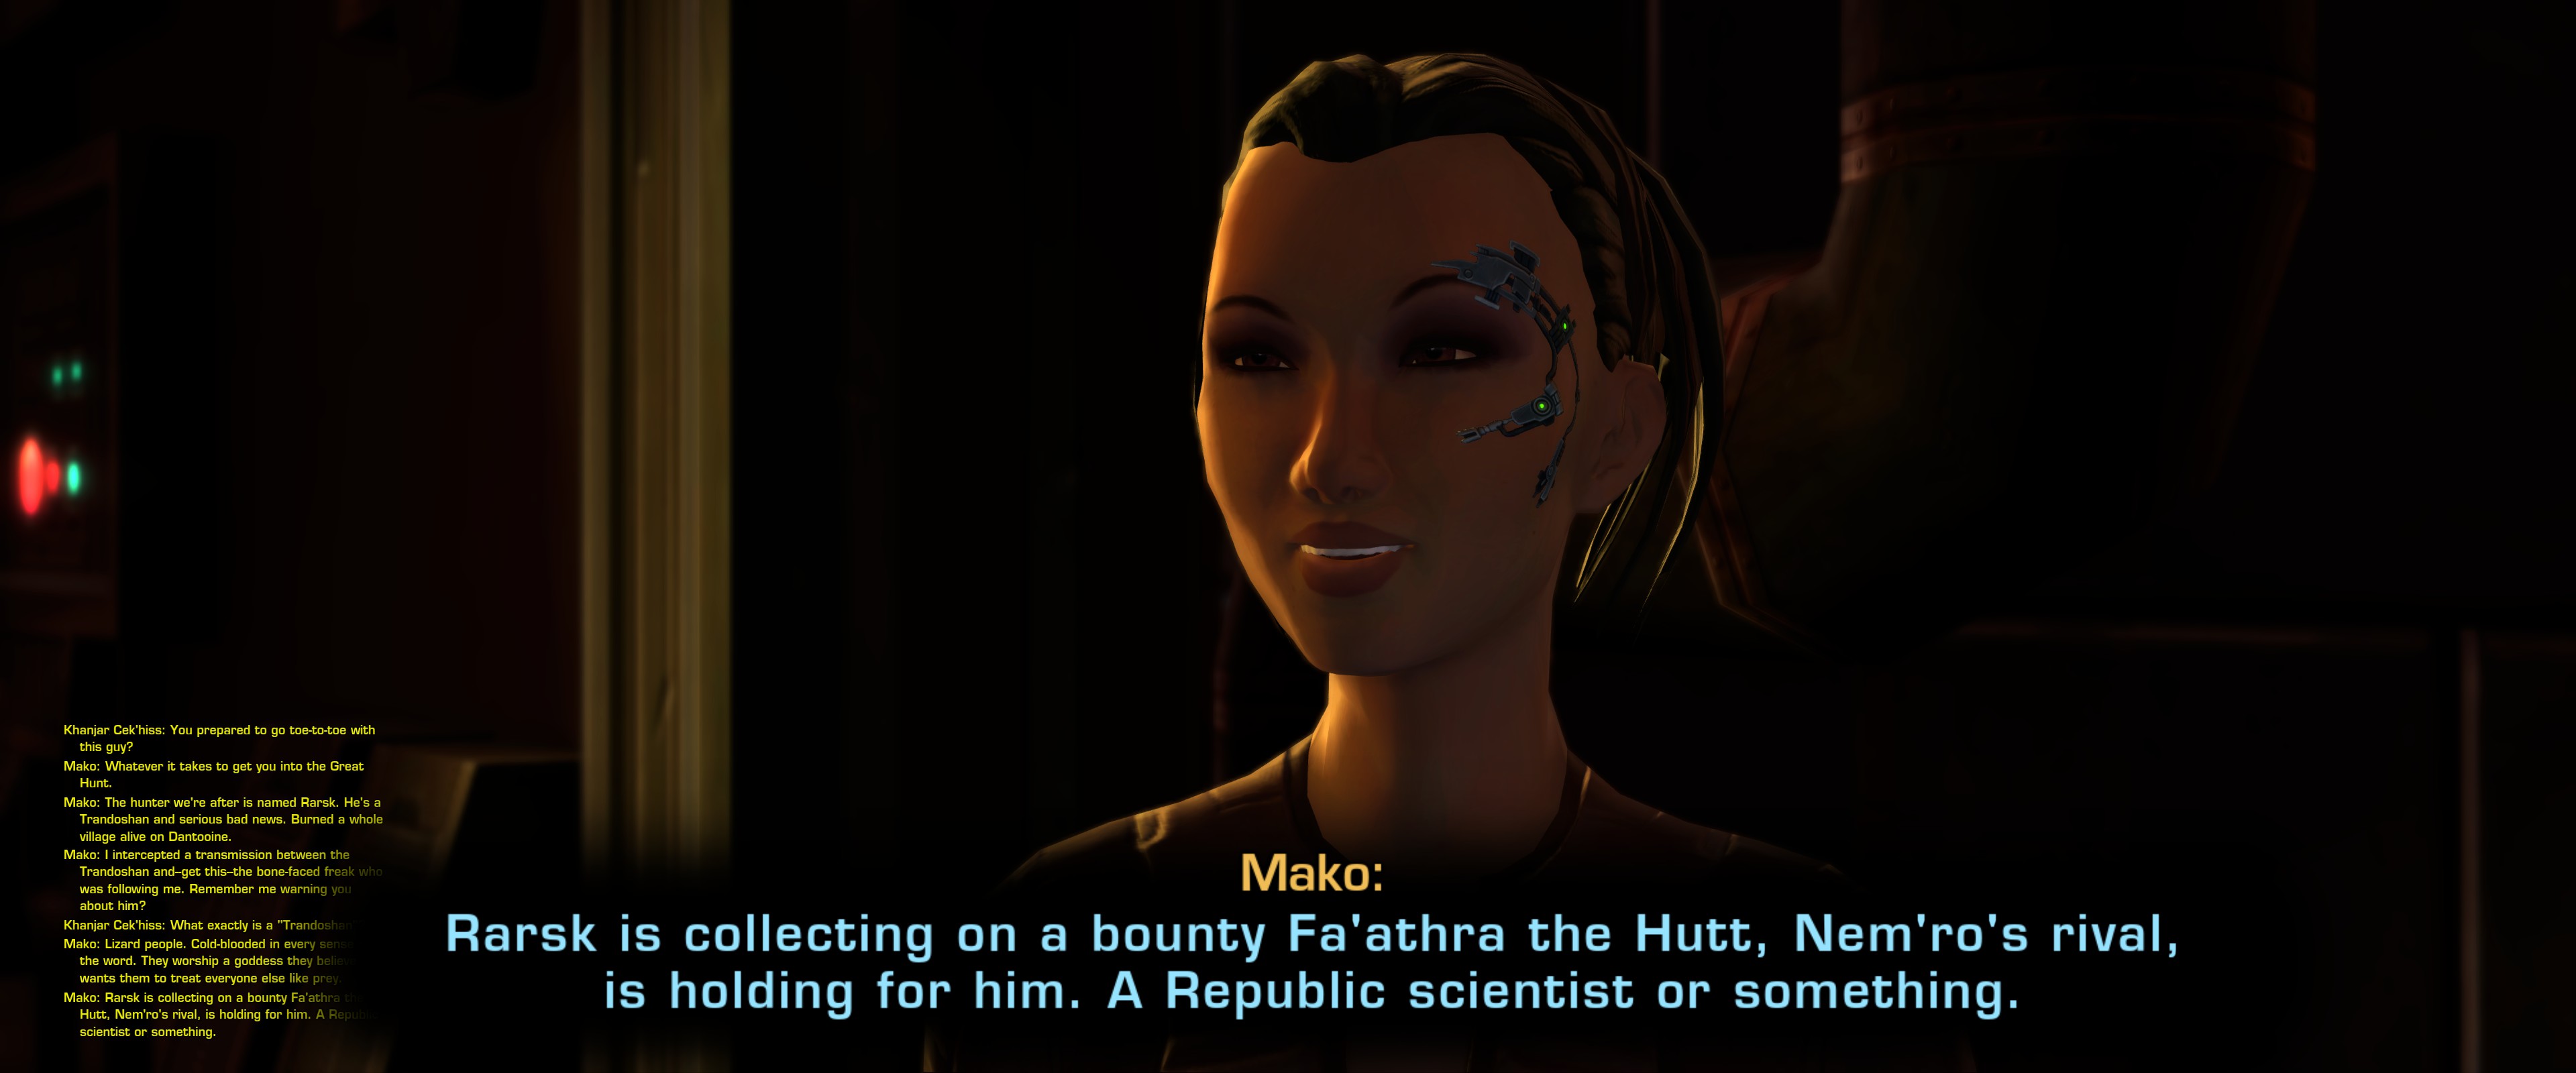 Khanjar Cek'hiss: You prepared to go toe-to-toe with
this guy?
Mako: Whatever it takes to get you into the Great
Hunt.
Mako: The hunter we're after is named Rarsk. He's a
Trandoshan and serious bad news. Burned a whole
village alive on Dantooine.
Mako: I intercepted a transmission between the
Trandoshan and--get this--the bone-faced freak who
was following me. Remember me warning you
about him?
Khanjar Cek'hiss: What exactly is a "Trandoshan"
Mako: Lizard people. Cold-blooded in every sense
the word. They worship a goddess they
wants them to treat everyone else like prey.
Mako: Rarsk is collecting on a bounty Fa'athra the
Hutt, Nem'ro's rival, is holding for him. A Republic
scientist or something.
Mako:
Rarsk is collecting on a bounty Fa'athra the Hutt, Nem'ro's rival,
is holding for him. A Republic scientist or something.